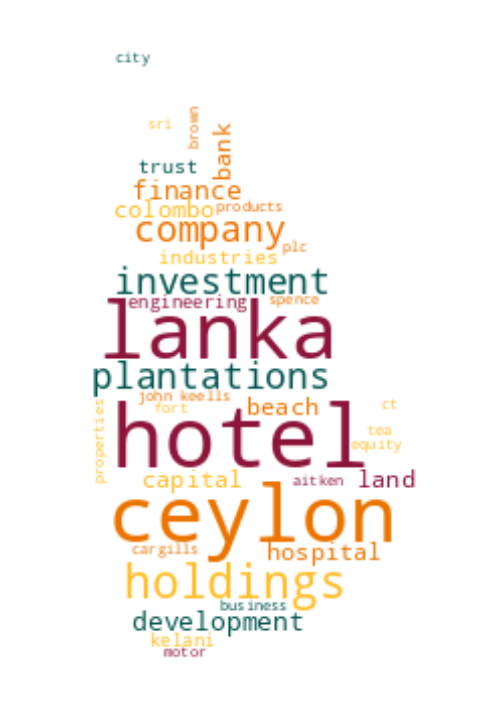 city
sri
brown
bank
trust
finance
colombo
products
company
plc
industries
investment
engineering
spence
lanka
plantations
john keells
fort
beach
ct
properties
hotel
tea
equity
capital
aitken
land
ceylon
cargills
hospital
holdings
business
development
kelani
motor